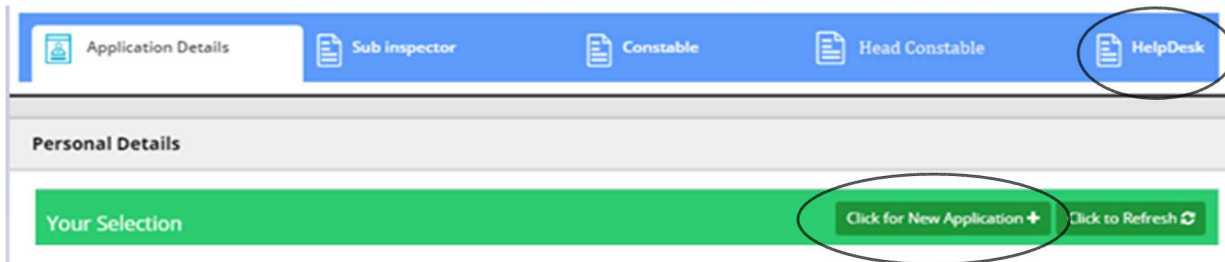 Application Details Sub inspector Constable Head Constable HelpDesk
Personal Details
Your Selection Click for New Application Click to Refresh